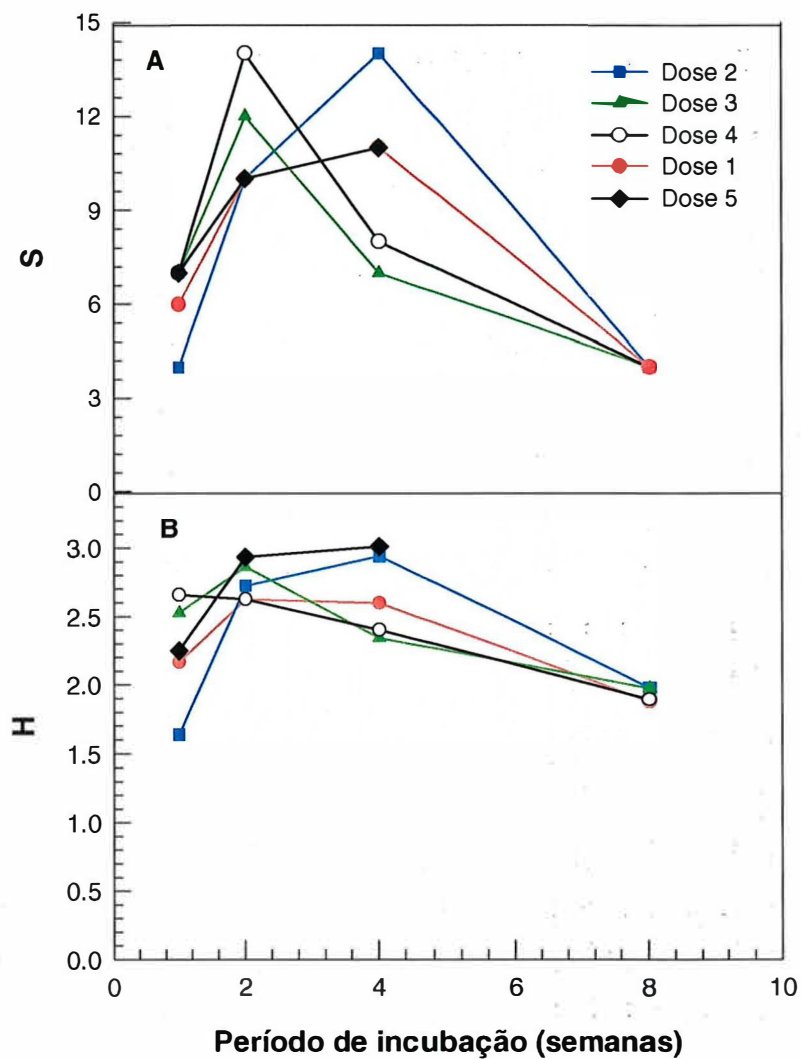 15
A
12
9
6
3
0
S
Dose 2
Dose 3
Dose 4
Dose 1
Dose 5
B
3.0
2.5
2.0
1.5
1.0
0.5
0.0
H
0 2 4 6 8 10
Período de incubação (semanas)